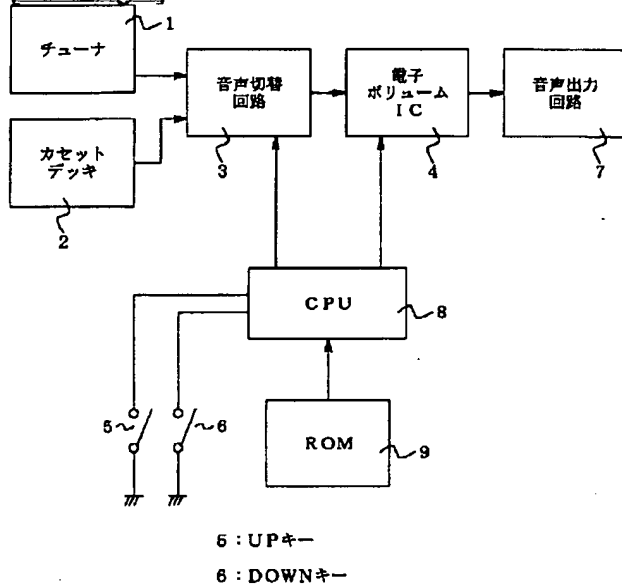 チューナ
1
カセット
デッキ
2
音声切替
回路
3
電子
ボリューム
IC
4
音声出力
回路
7
CPU
8
5
6
ROM
9
5:UPキー
6:DOWNキー